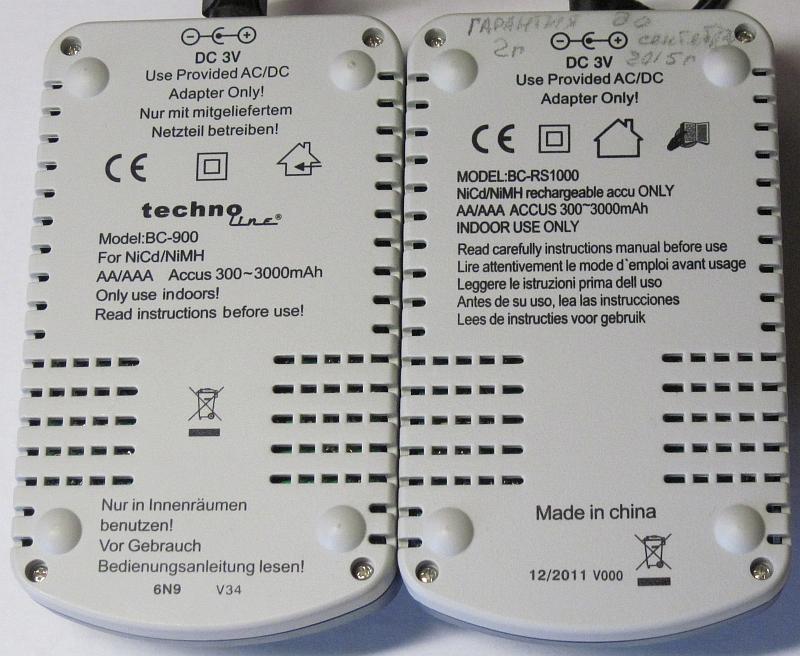 DC 3V
Use Provided AC/DC
Adapter Only!
Nur mit mitgeliefertem
Netzteil betreiben!
CE
techno
line®
Model:BC-900
For NiCd/NiMH
AA/AAA Accus 300~3000mAh
Only use indoors!
Read instructions before use!
Nur in Innenräumen
benutzen!
Vor Gebrauch
Bedienungsanleitung lesen!
6N9 V34
ГАРАНТИЯ до
2г сентября
2015г
DC 3V
Use Provided AC/DC
Adapter Only!
CE
MODEL:BC-RS1000
NiCd/NiMH rechargeable accu ONLY
AA/AAA ACCUS 300~3000mAh
INDOOR USE ONLY
Read carefully instructions manual before use
Lire attentivement le mode d`emploi avant usage
Leggere le istruzioni prima dell uso
Antes de su uso, lea las instrucciones
Lees de instructies voor gebruik
Made in china
12/2011 V000